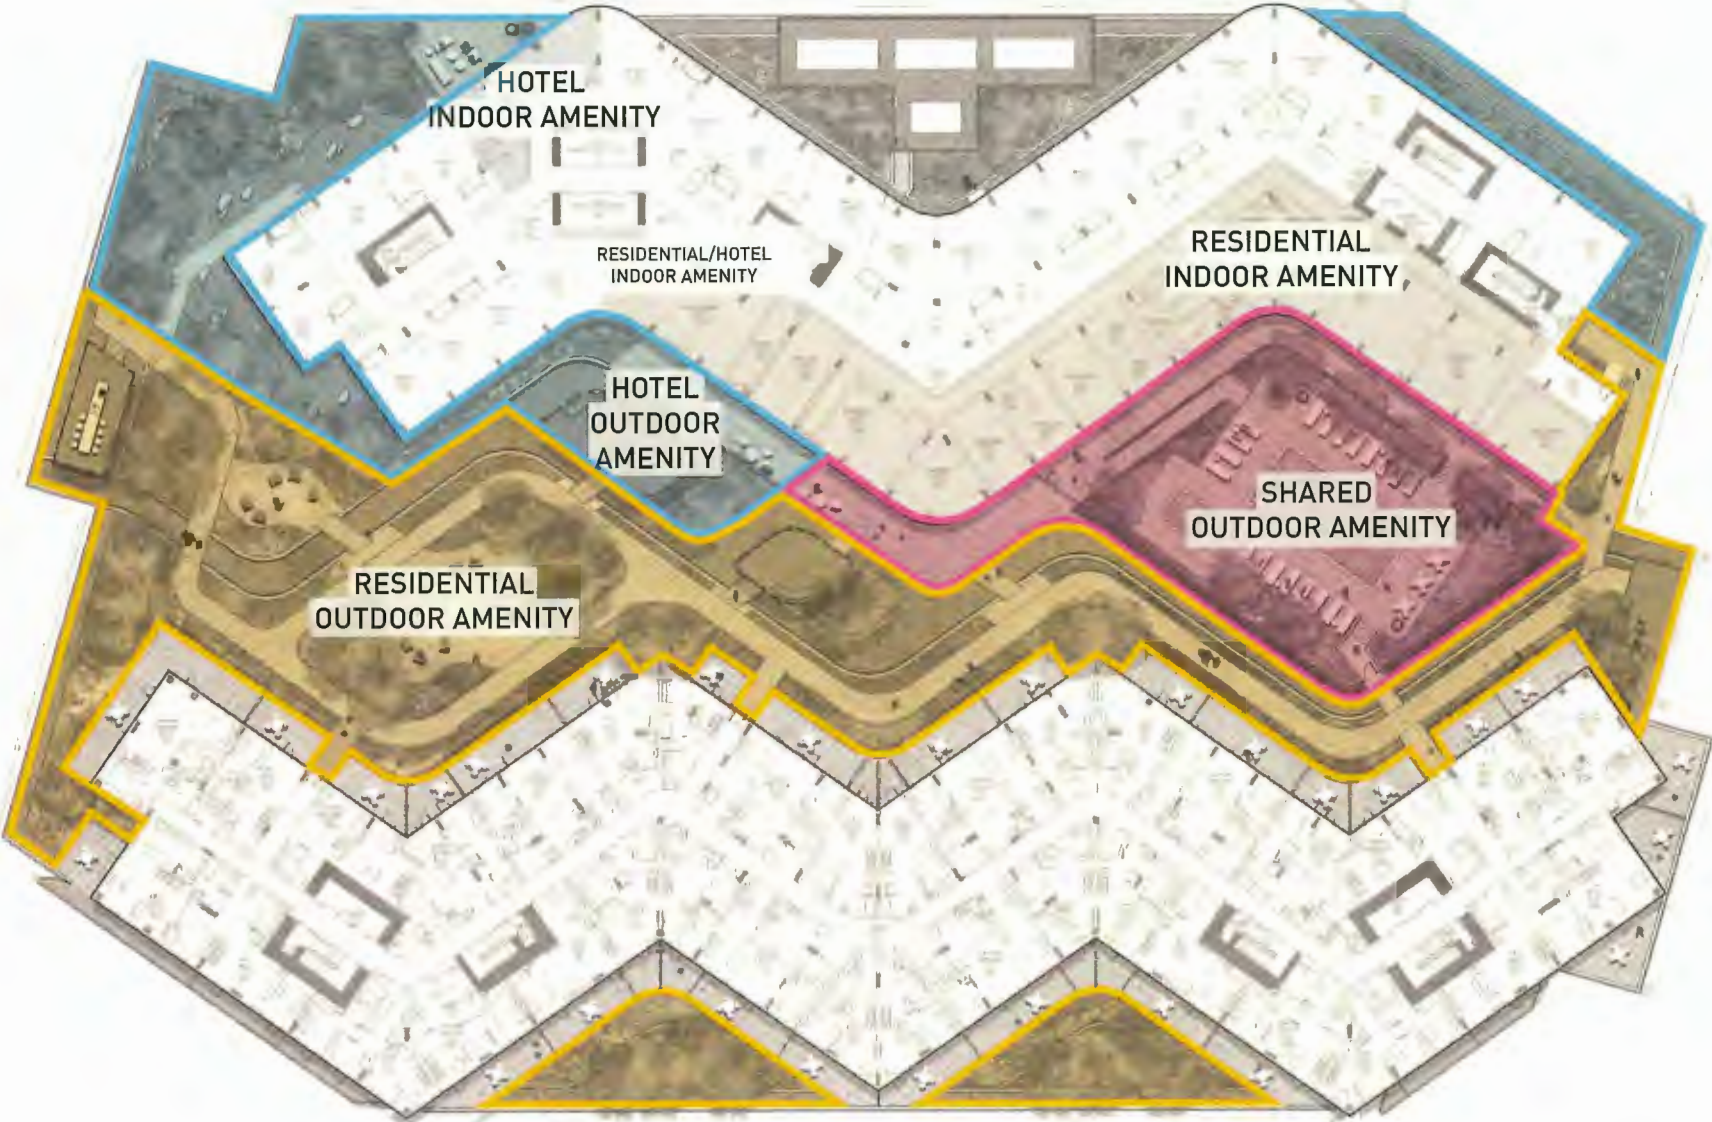 HOTEL
INDOOR AMENITY
RESIDENTIAL/HOTEL
INDOOR AMENITY
RESIDENTIAL
INDOOR AMENITY
HOTEL
OUTDOOR
AMENITY
SHARED
OUTDOOR AMENITY
RESIDENTIAL
OUTDOOR AMENITY